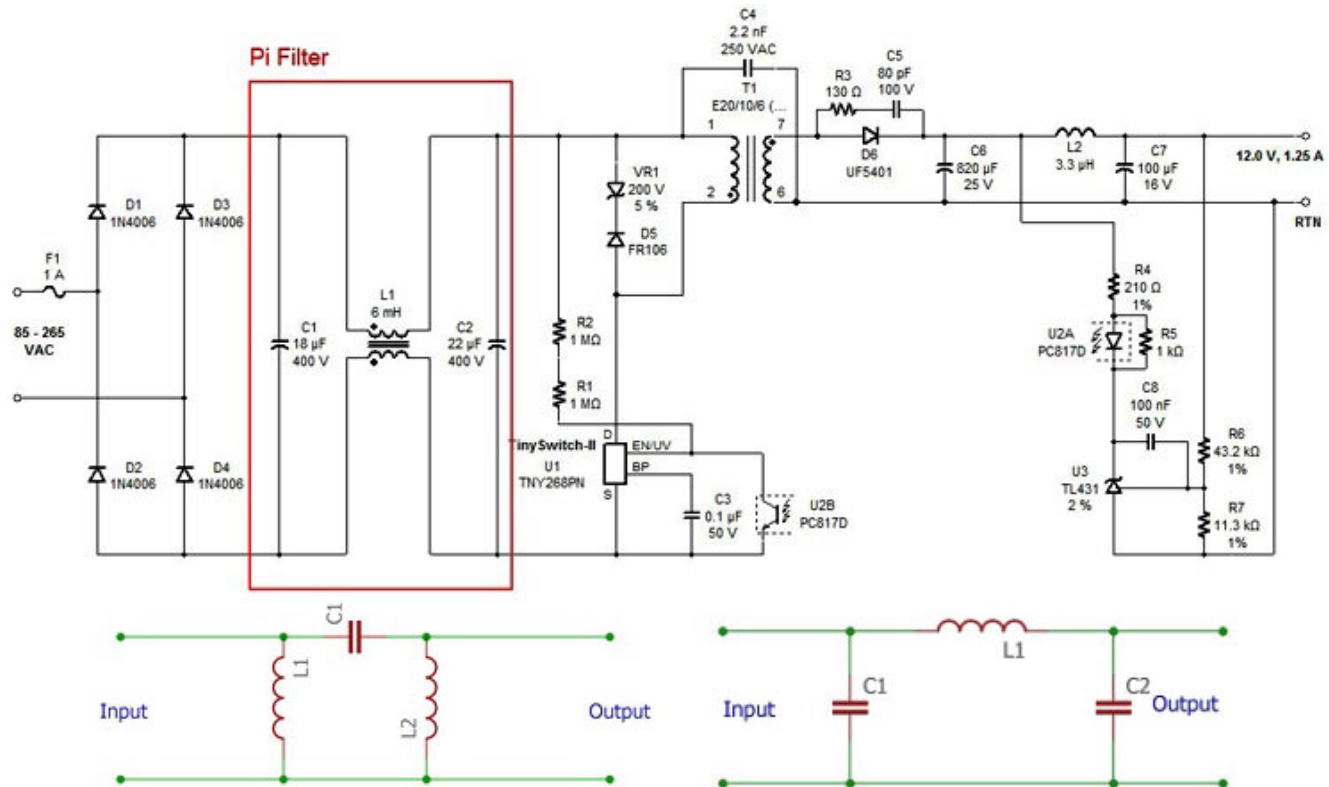 Pi Filter
C4
2.2 nF
250 VAC
T1
E20/10/6 (...
1
2
7
6
R3
130 Ω
C5
80 pF
100 V
D6
UF5401
C6
820 µF
25 V
L2
3.3 µH
C7
100 µF
16 V
12.0 V, 1.25 A
RTN
D1
1N4006
D3
1N4006
F1
1 A
85 - 265
VAC
D2
1N4006
D4
1N4006
C1
18 µF
400 V
L1
6 mH
C2
22 µF
400 V
VR1
200 V
5 %
D5
FR106
R2
1 MΩ
R1
1 MΩ
TinySwitch-II
U1
TNY268PN
D
S
EN/UV
BP
C3
0.1 µF
50 V
U2B
PC817D
R4
210 Ω
1%
U2A
PC817D
R5
1 kΩ
C8
100 nF
50 V
U3
TL431
2 %
R6
43.2 kΩ
1%
R7
11.3 kΩ
1%
C1
L1
L2
Input
Output
L1
C1
C2
Input
Output